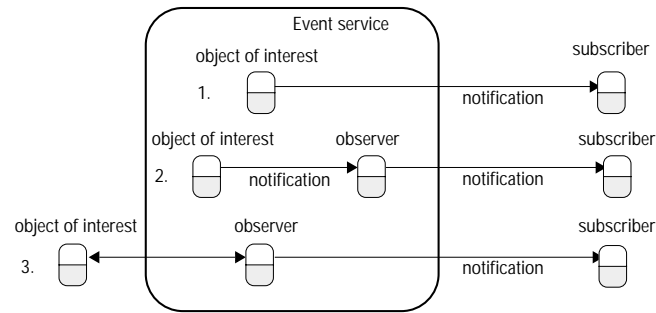 Event service
object of interest
subscriber
1.
notification
object of interest
observer
subscriber
2.
notification
notification
object of interest
observer
subscriber
3.
notification